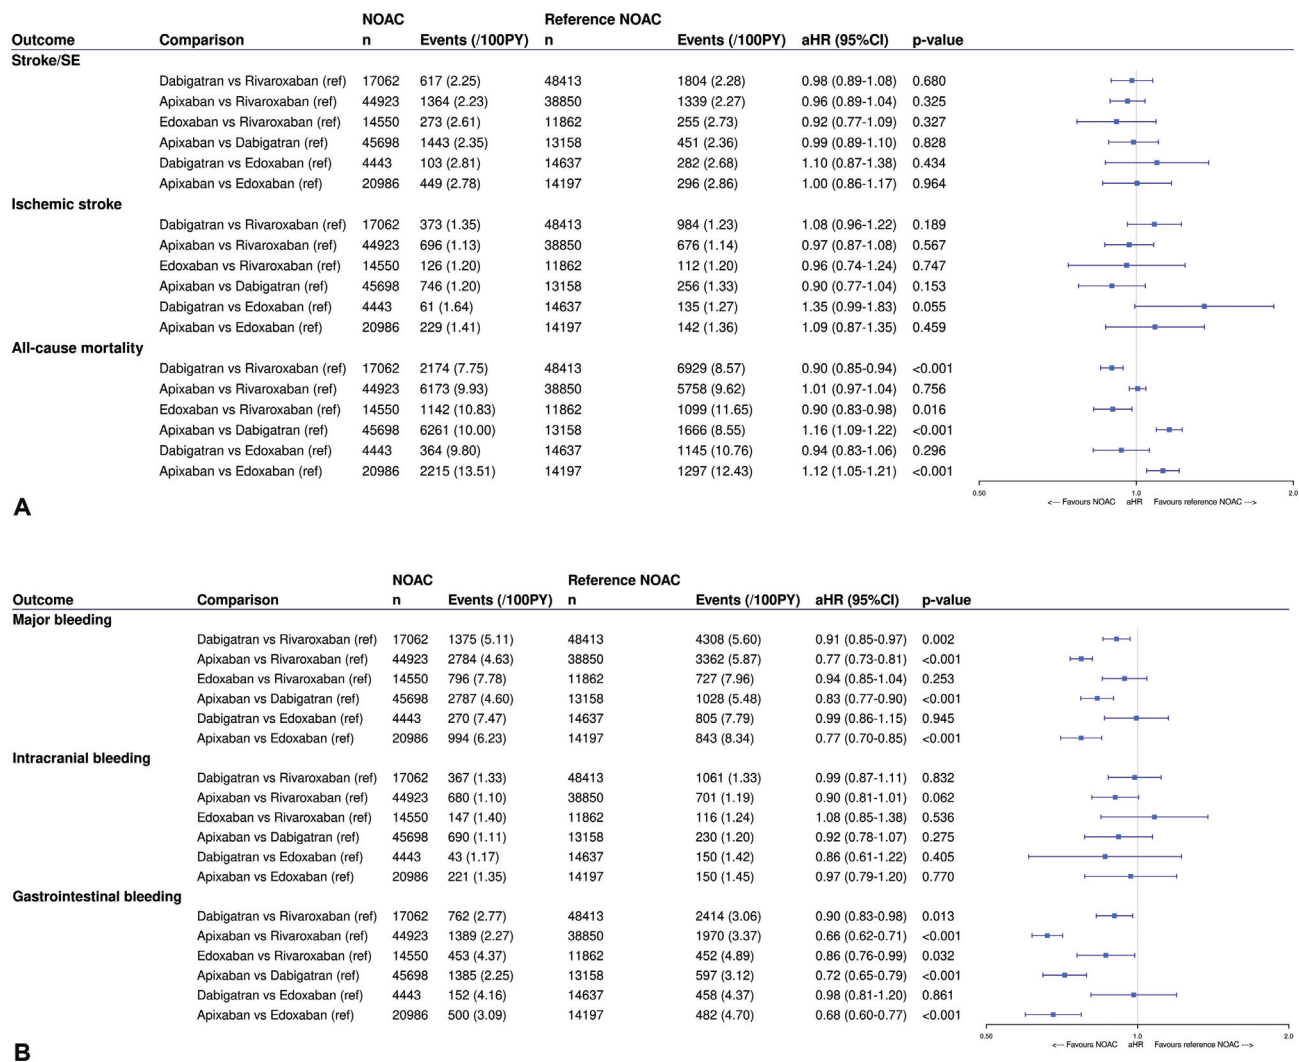 NOAC Reference NOAC
Outcome Comparison n Events (/100PY) n Events (/100PY) aHR (95%CI) p-value
Stroke/SE
Dabigatran vs Rivaroxaban (ref) 17062 617 (2.25) 48413 1804 (2.28) 0.98 (0.89-1.08) 0.680
Apixaban vs Rivaroxaban (ref) 44923 1364 (2.23) 38850 1339 (2.27) 0.96 (0.89-1.04) 0.325
Edoxaban vs Rivaroxaban (ref) 14550 273 (2.61) 11862 255 (2.73) 0.92 (0.77-1.09) 0.327
Apixaban vs Dabigatran (ref) 45698 1443 (2.35) 13158 451 (2.36) 0.99 (0.89-1.10) 0.828
Dabigatran vs Edoxaban (ref) 4443 103 (2.81) 14637 282 (2.68) 1.10 (0.87-1.38) 0.434
Apixaban vs Edoxaban (ref) 20986 449 (2.78) 14197 296 (2.86) 1.00 (0.86-1.17) 0.964
Ischemic stroke
Dabigatran vs Rivaroxaban (ref) 17062 373 (1.35) 48413 984 (1.23) 1.08 (0.96-1.22) 0.189
Apixaban vs Rivaroxaban (ref) 44923 696 (1.13) 38850 676 (1.14) 0.97 (0.87-1.08) 0.567
Edoxaban vs Rivaroxaban (ref) 14550 126 (1.20) 11862 112 (1.20) 0.96 (0.74-1.24) 0.747
Apixaban vs Dabigatran (ref) 45698 746 (1.20) 13158 256 (1.33) 0.90 (0.77-1.04) 0.153
Dabigatran vs Edoxaban (ref) 4443 61 (1.64) 14637 135 (1.27) 1.35 (0.99-1.83) 0.055
Apixaban vs Edoxaban (ref) 20986 229 (1.41) 14197 142 (1.36) 1.09 (0.87-1.35) 0.459
All-cause mortality
Dabigatran vs Rivaroxaban (ref) 17062 2174 (7.75) 48413 6929 (8.57) 0.90 (0.85-0.94) <0.001
Apixaban vs Rivaroxaban (ref) 44923 6173 (9.93) 38850 5758 (9.62) 1.01 (0.97-1.04) 0.756
Edoxaban vs Rivaroxaban (ref) 14550 1142 (10.83) 11862 1099 (11.65) 0.90 (0.83-0.98) 0.016
Apixaban vs Dabigatran (ref) 45698 6261 (10.00) 13158 1666 (8.55) 1.16 (1.09-1.22) <0.001
Dabigatran vs Edoxaban (ref) 4443 364 (9.80) 14637 1145 (10.76) 0.94 (0.83-1.06) 0.296
Apixaban vs Edoxaban (ref) 20986 2215 (13.51) 14197 1297 (12.43) 1.12 (1.05-1.21) <0.001
0.50 1.0 2.0
<--- Favours NOAC aHR Favours reference NOAC --->
A
NOAC Reference NOAC
Outcome Comparison n Events (/100PY) n Events (/100PY) aHR (95%CI) p-value
Major bleeding
Dabigatran vs Rivaroxaban (ref) 17062 1375 (5.11) 48413 4308 (5.60) 0.91 (0.85-0.97) 0.002
Apixaban vs Rivaroxaban (ref) 44923 2784 (4.63) 38850 3362 (5.87) 0.77 (0.73-0.81) <0.001
Edoxaban vs Rivaroxaban (ref) 14550 796 (7.78) 11862 727 (7.96) 0.94 (0.85-1.04) 0.253
Apixaban vs Dabigatran (ref) 45698 2787 (4.60) 13158 1028 (5.48) 0.83 (0.77-0.90) <0.001
Dabigatran vs Edoxaban (ref) 4443 270 (7.47) 14637 805 (7.79) 0.99 (0.86-1.15) 0.945
Apixaban vs Edoxaban (ref) 20986 994 (6.23) 14197 843 (8.34) 0.77 (0.70-0.85) <0.001
Intracranial bleeding
Dabigatran vs Rivaroxaban (ref) 17062 367 (1.33) 48413 1061 (1.33) 0.99 (0.87-1.11) 0.832
Apixaban vs Rivaroxaban (ref) 44923 680 (1.10) 38850 701 (1.19) 0.90 (0.81-1.01) 0.062
Edoxaban vs Rivaroxaban (ref) 14550 147 (1.40) 11862 116 (1.24) 1.08 (0.85-1.38) 0.536
Apixaban vs Dabigatran (ref) 45698 690 (1.11) 13158 230 (1.20) 0.92 (0.78-1.07) 0.275
Dabigatran vs Edoxaban (ref) 4443 43 (1.17) 14637 150 (1.42) 0.86 (0.61-1.22) 0.405
Apixaban vs Edoxaban (ref) 20986 221 (1.35) 14197 150 (1.45) 0.97 (0.79-1.20) 0.770
Gastrointestinal bleeding
Dabigatran vs Rivaroxaban (ref) 17062 762 (2.77) 48413 2414 (3.06) 0.90 (0.83-0.98) 0.013
Apixaban vs Rivaroxaban (ref) 44923 1389 (2.27) 38850 1970 (3.37) 0.66 (0.62-0.71) <0.001
Edoxaban vs Rivaroxaban (ref) 14550 453 (4.37) 11862 452 (4.89) 0.86 (0.76-0.99) 0.032
Apixaban vs Dabigatran (ref) 45698 1385 (2.25) 13158 597 (3.12) 0.72 (0.65-0.79) <0.001
Dabigatran vs Edoxaban (ref) 4443 152 (4.16) 14637 458 (4.37) 0.98 (0.81-1.20) 0.861
Apixaban vs Edoxaban (ref) 20986 500 (3.09) 14197 482 (4.70) 0.68 (0.60-0.77) <0.001
0.50 1.0 2.0
<--- Favours NOAC aHR Favours reference NOAC --->
B